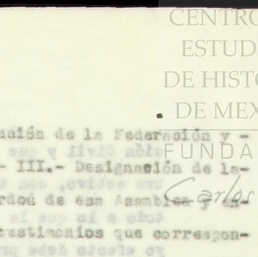 CENTRO
ESTUD
DE HISTO
DE MEX
FUNDA
Carlos
ución de la Federación y -
- III.- Designación de la-
rdos de esa Asamblea y en-
testimonios que correspon-